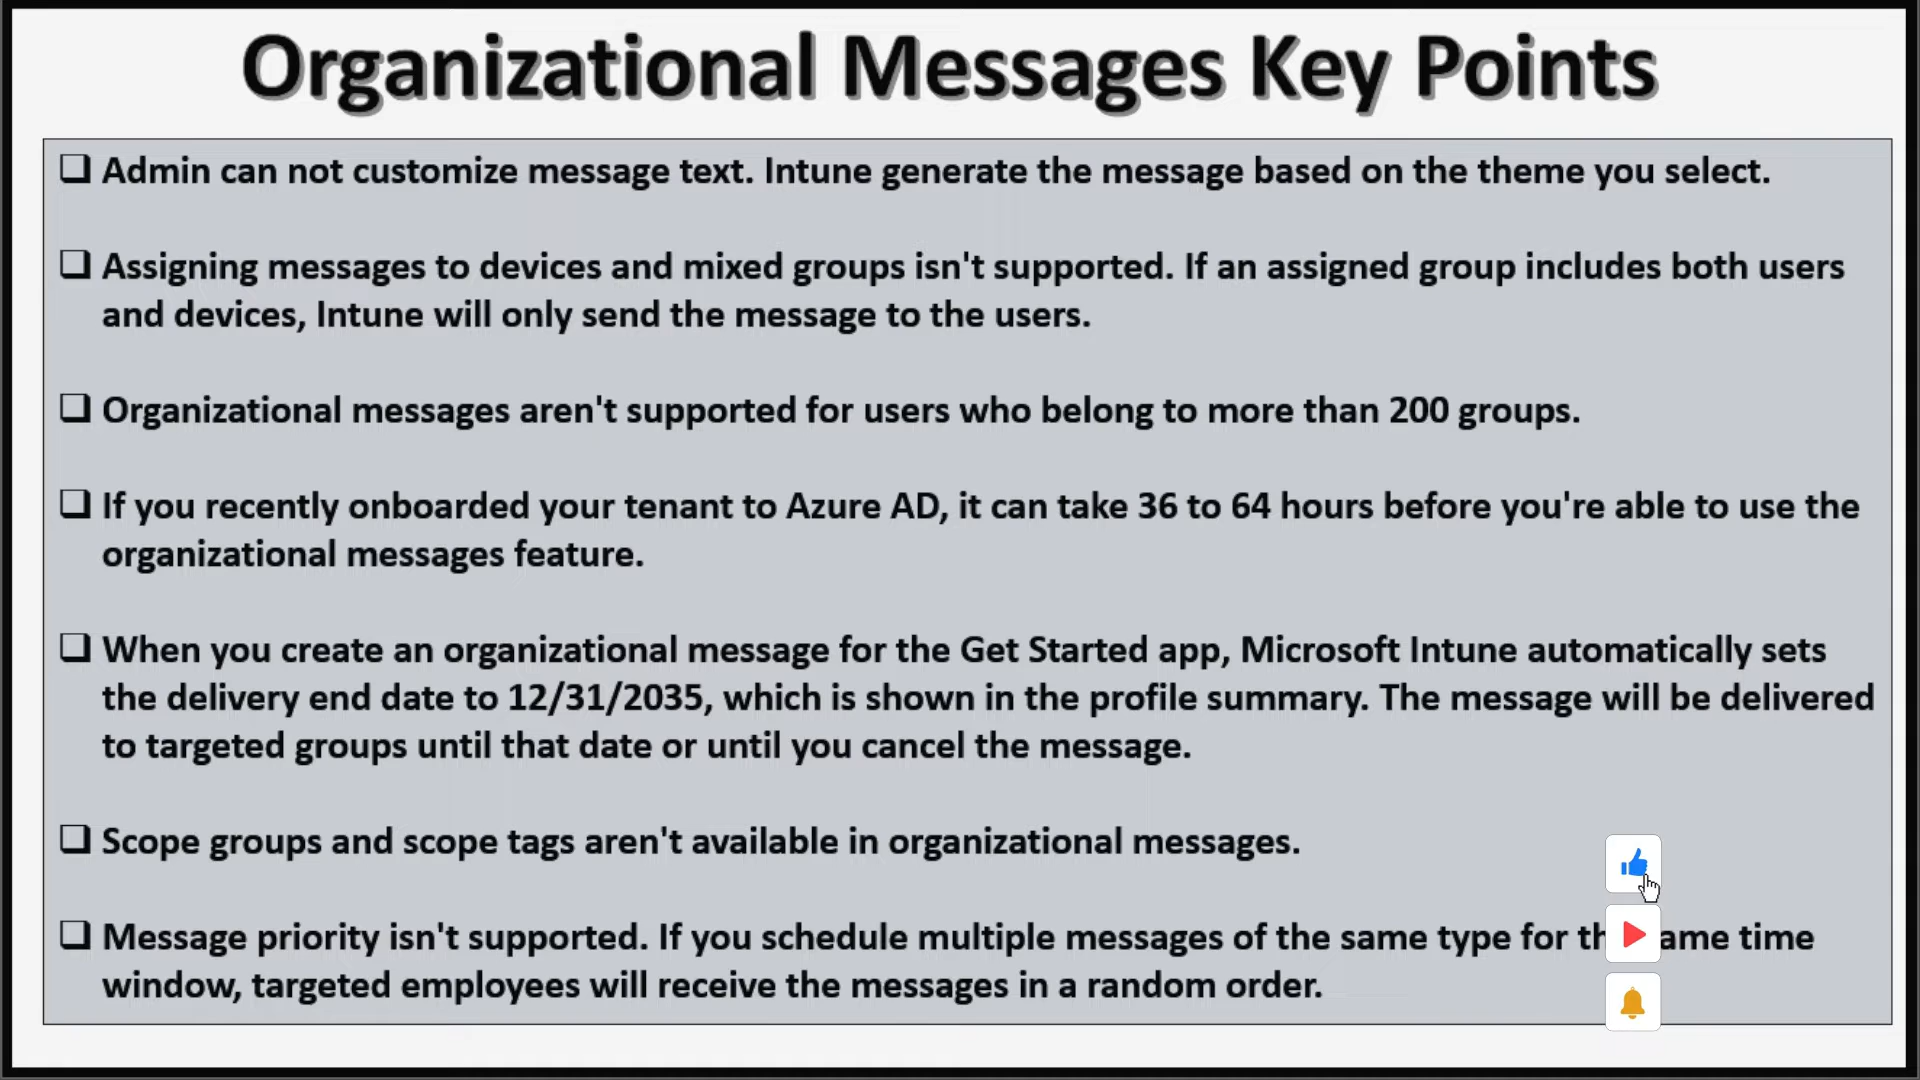 Organizational Messages Key Points
Admin can not customize message text. Intune generate the message based on the theme you select.
Assigning messages to devices and mixed groups isn't supported. If an assigned group includes both users
and devices, Intune will only send the message to the users.
Organizational messages aren't supported for users who belong to more than 200 groups.
If you recently onboarded your tenant to Azure AD, it can take 36 to 64 hours before you're able to use the
organizational messages feature.
When you create an organizational message for the Get Started app, Microsoft Intune automatically sets
the delivery end date to 12/31/2035, which is shown in the profile summary. The message will be delivered
to targeted groups until that date or until you cancel the message.
Scope groups and scope tags aren't available in organizational messages.
Message priority isn't supported. If you schedule multiple messages of the same type for time
window, targeted employees will receive the messages in a random order.